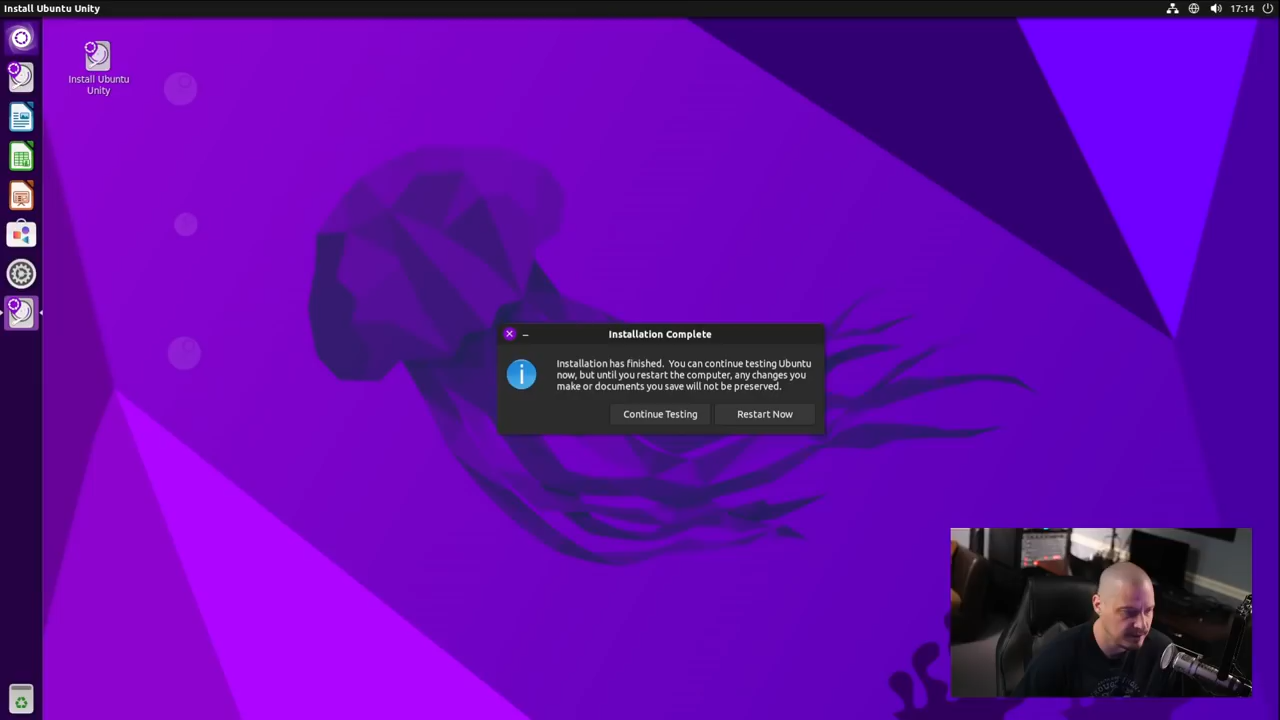 Install Ubuntu Unity
17:14
Install Ubuntu
Unity
Installation Complete
Installation has finished. You can continue testing Ubuntu
now, but until you restart the computer, any changes you
make or documents you save will not be preserved.
Continue Testing
Restart Now